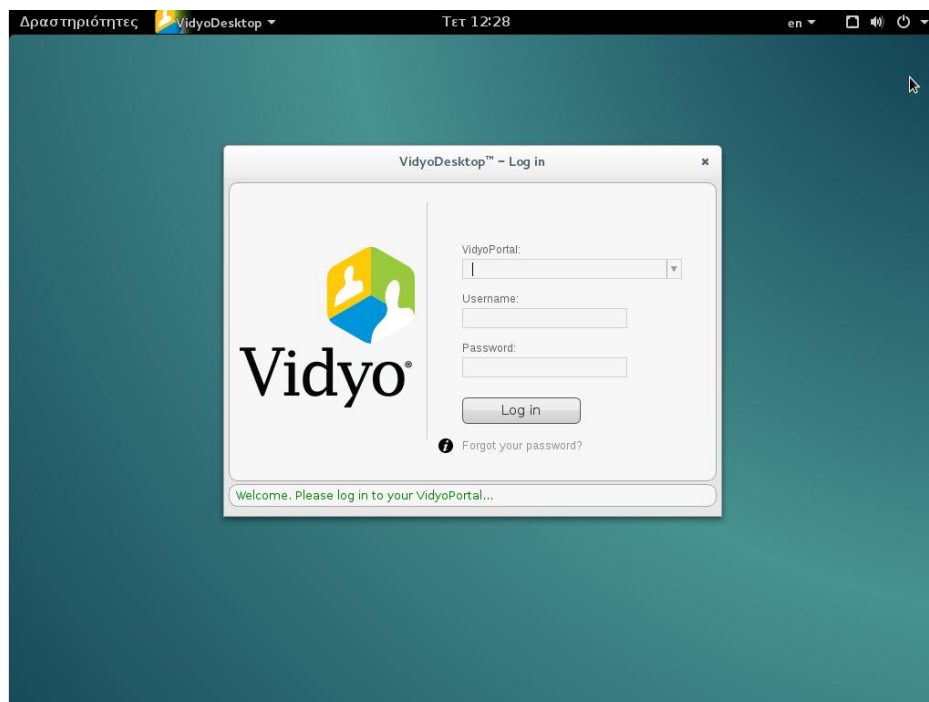 Δραστηριότητες VidyoDesktop Τετ 12:28 en
VidyoDesktop™ – Log in
VidyoPortal:
Username:
Password:
Vidyo®
Log in
Forgot your password?
Welcome. Please log in to your VidyoPortal...